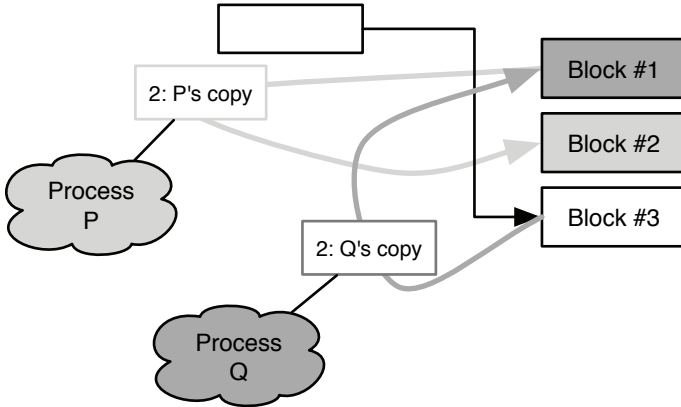 Block #1
2: P's copy
Block #2
Process
P
Block #3
2: Q's copy
Process
Q